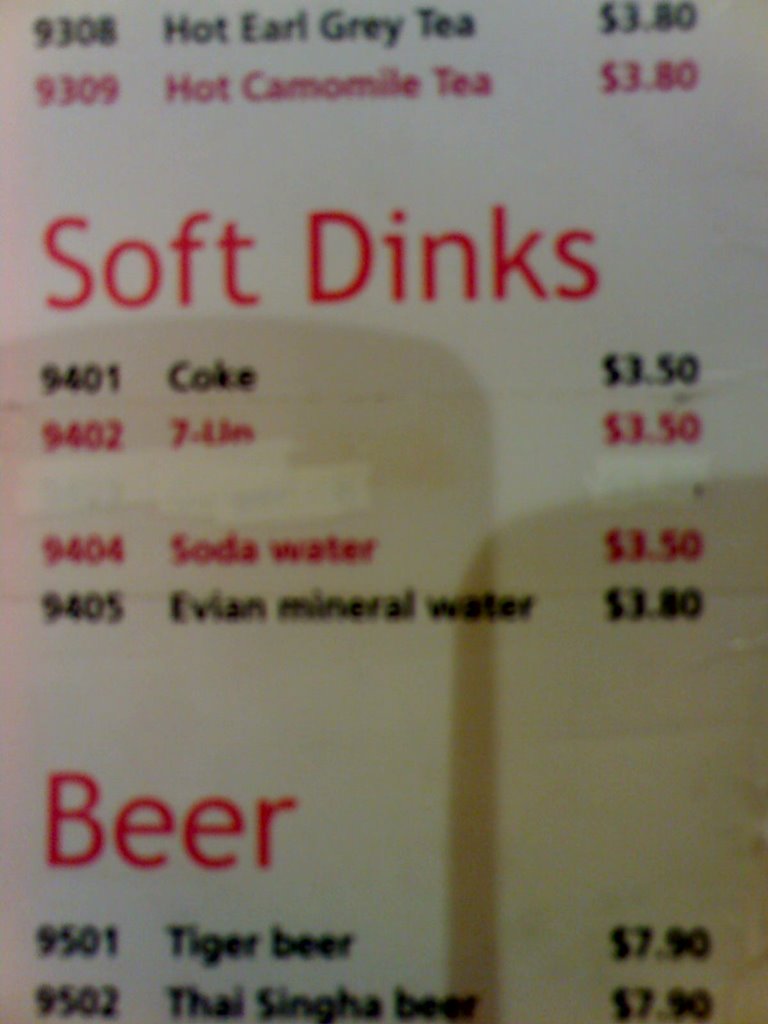 9308 Hot Earl Grey Tea $3.80
9309 Hot Camomile Tea $3.80
Soft Dinks
9401 Coke $3.50
9402 7-Up $3.50
9404 Soda water $3.50
9405 Evian mineral water $3.80
Beer
9501 Tiger beer $7.90
9502 Thai Singha beer $7.90